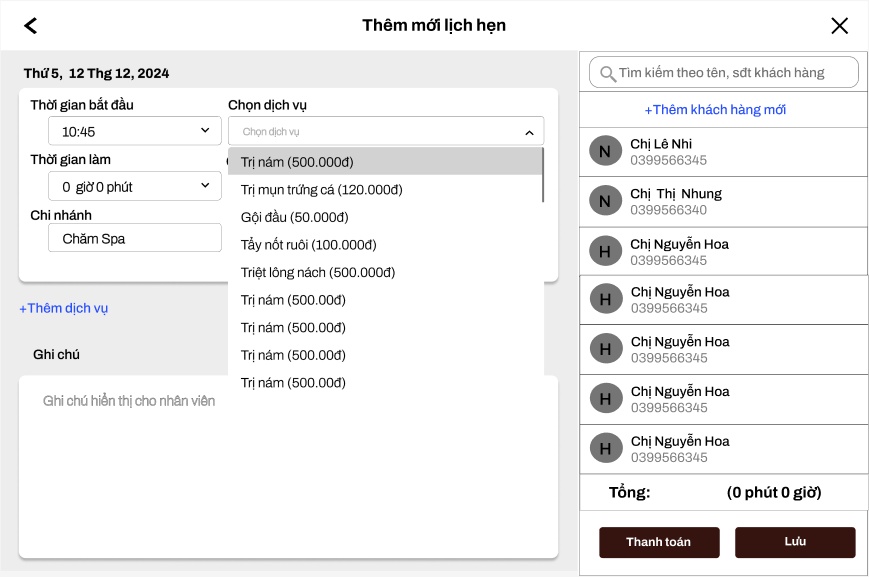 Thêm mới lịch hẹn
Thứ 5, 12 Thg 12, 2024
Thời gian bắt đầu
10:45
Thời gian làm
0 giờ 0 phút
Chi nhánh
Chăm Spa
Chọn dịch vụ
Chọn dịch vụ
Trị nám (500.000đ)
Trị mụn trứng cá (120.000đ)
Gội đầu (50.000đ)
Tẩy nốt ruồi (100.000đ)
Triệt lông nách (500.000đ)
Trị nám (500.00đ)
Trị nám (500.00đ)
Trị nám (500.00đ)
Trị nám (500.00đ)
+Thêm dịch vụ
Ghi chú
Ghi chú hiển thị cho nhân viên
Tìm kiếm theo tên, sđt khách hàng
+Thêm khách hàng mới
N
Chị Lê Nhi
0399566345
N
Chị Thị Nhung
0399566340
H
Chị Nguyễn Hoa
0399566345
H
Chị Nguyễn Hoa
0399566345
H
Chị Nguyễn Hoa
0399566345
H
Chị Nguyễn Hoa
0399566345
H
Chị Nguyễn Hoa
0399566345
Tổng: (0 phút 0 giờ)
Thanh toán
Lưu